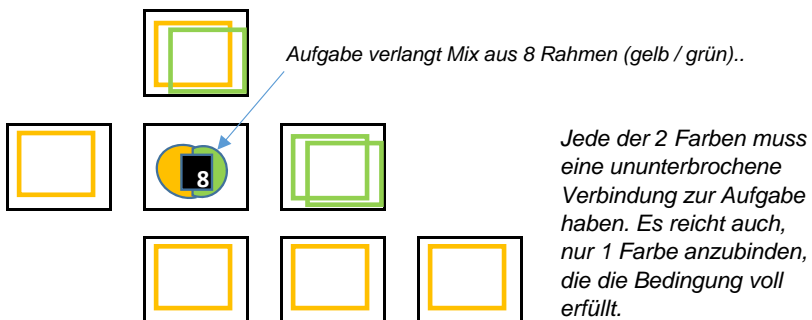 Aufgabe verlangt Mix aus 8 Rahmen (gelb / grün)..
8
Jede der 2 Farben muss
eine ununterbrochene
Verbindung zur Aufgabe
haben. Es reicht auch,
nur 1 Farbe anzubinden,
die die Bedingung voll
erfüllt.